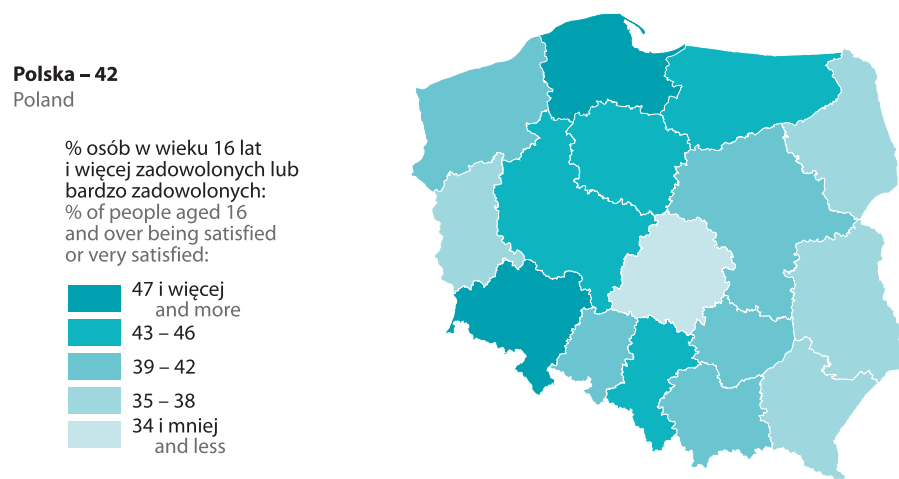 Polska – 42
Poland
% osób w wieku 16 lat
i więcej zadowolonych lub
bardzo zadowolonych:
% of people aged 16
and over being satisfied
or very satisfied:
47 i więcej
and more
43 – 46
39 – 42
35 – 38
34 i mniej
and less